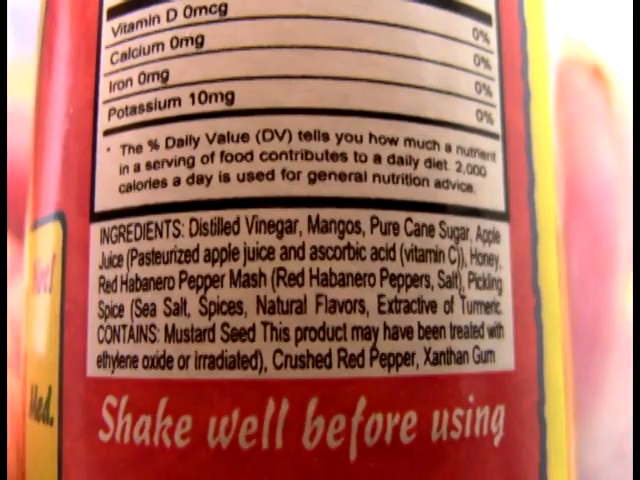 Vitamin D 0mcg 0%
Calcium 0mg 0%
Iron 0mg 0%
Potassium 10mg 0%
* The % Daily Value (DV) tells you how much a nutrient
in a serving of food contributes to a daily diet. 2,000
calories a day is used for general nutrition advice.
INGREDIENTS: Distilled Vinegar, Mangos, Pure Cane Sugar, Apple
Juice (Pasteurized apple juice and ascorbic acid (vitamin C)), Honey,
Red Habanero Pepper Mash (Red Habanero Peppers, Salt), Pickling
Spice (Sea Salt, Spices, Natural Flavors, Extractive of Turmeric.
CONTAINS: Mustard Seed This product may have been treated with
ethylene oxide or irradiated), Crushed Red Pepper, Xanthan Gum
Shake well before using
Med.